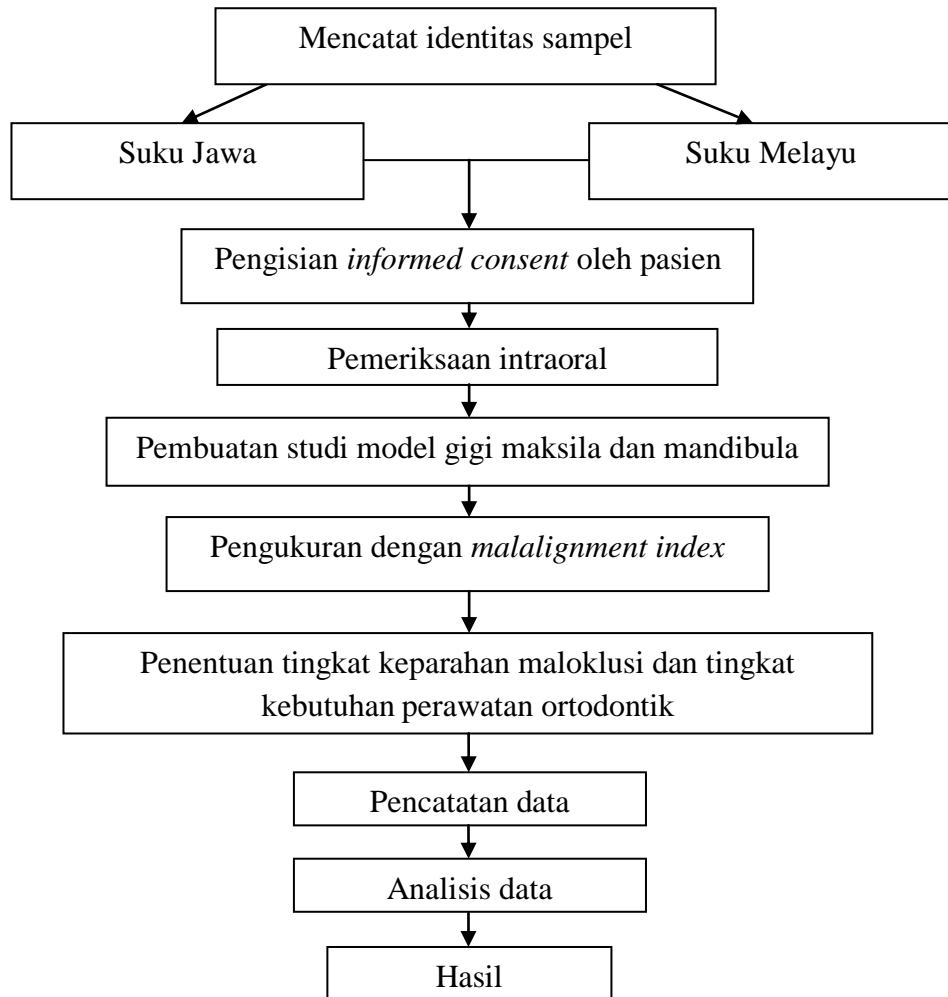 Mencatat identitas sampel
Suku Jawa
Suku Melayu
Pengisian informed consent oleh pasien
Pemeriksaan intraoral
Pembuatan studi model gigi maksila dan mandibula
Pengukuran dengan malalignment index
Penentuan tingkat keparahan maloklusi dan tingkat
kebutuhan perawatan ortodontik
Pencatatan data
Analisis data
Hasil